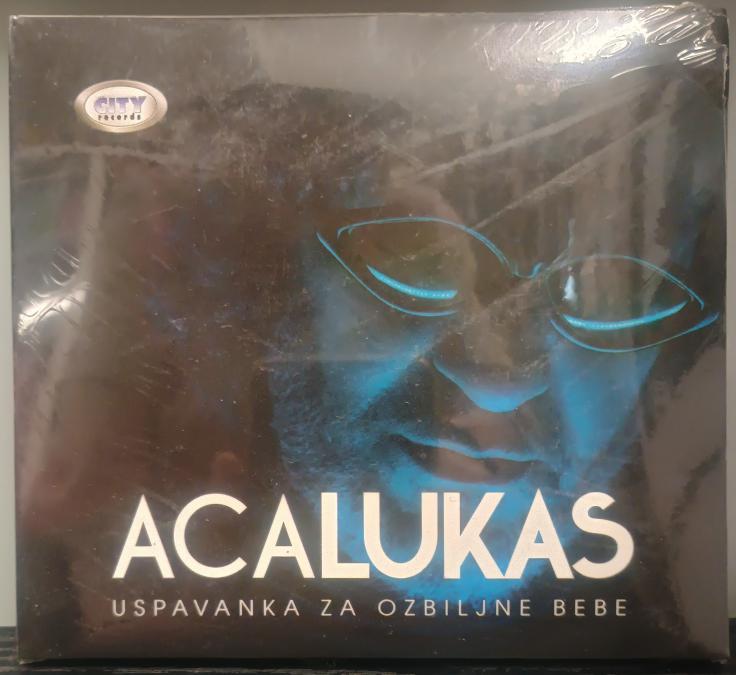 CITY
records
ACALUKAS
USPAVANKA ZA OZBILJNE BEBE